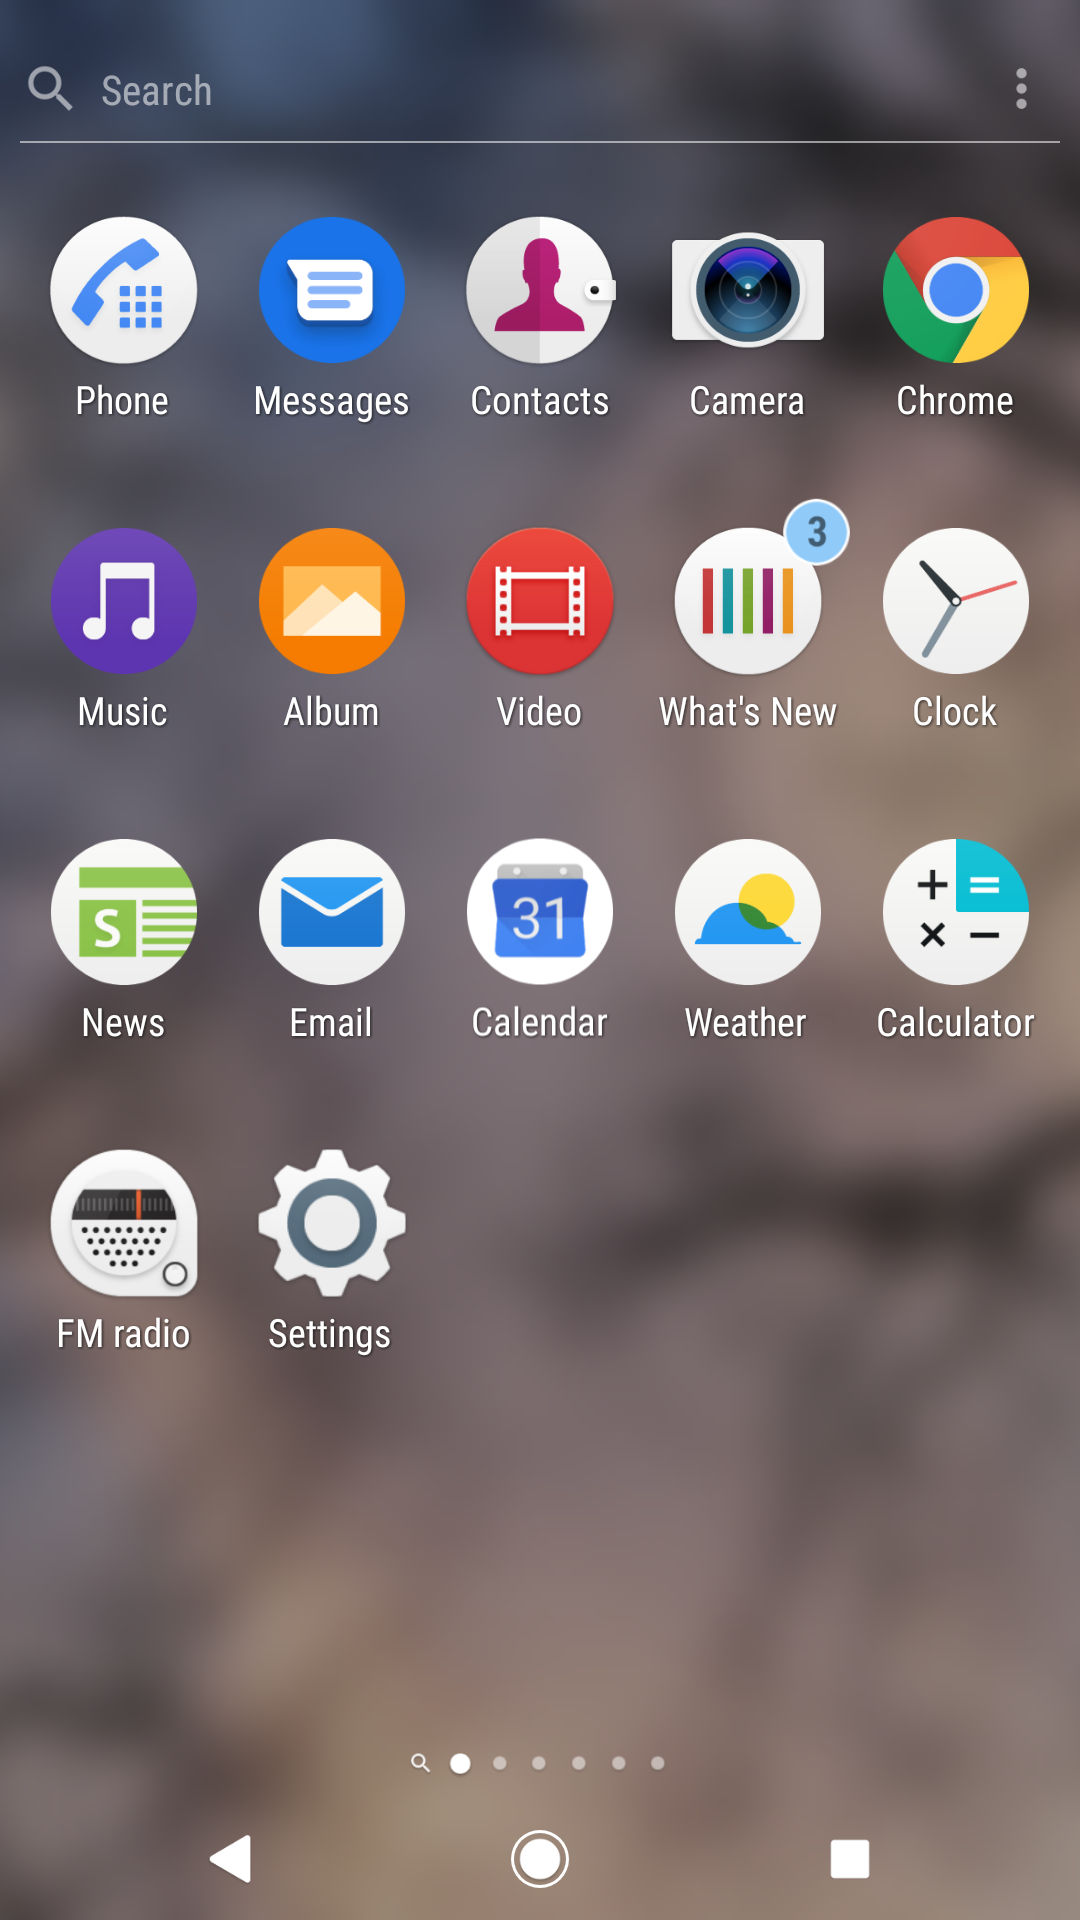 Search
Phone Messages Contacts Camera Chrome
3
Music Album Video What's New Clock
S 31
News Email Calendar Weather Calculator
FM radio Settings